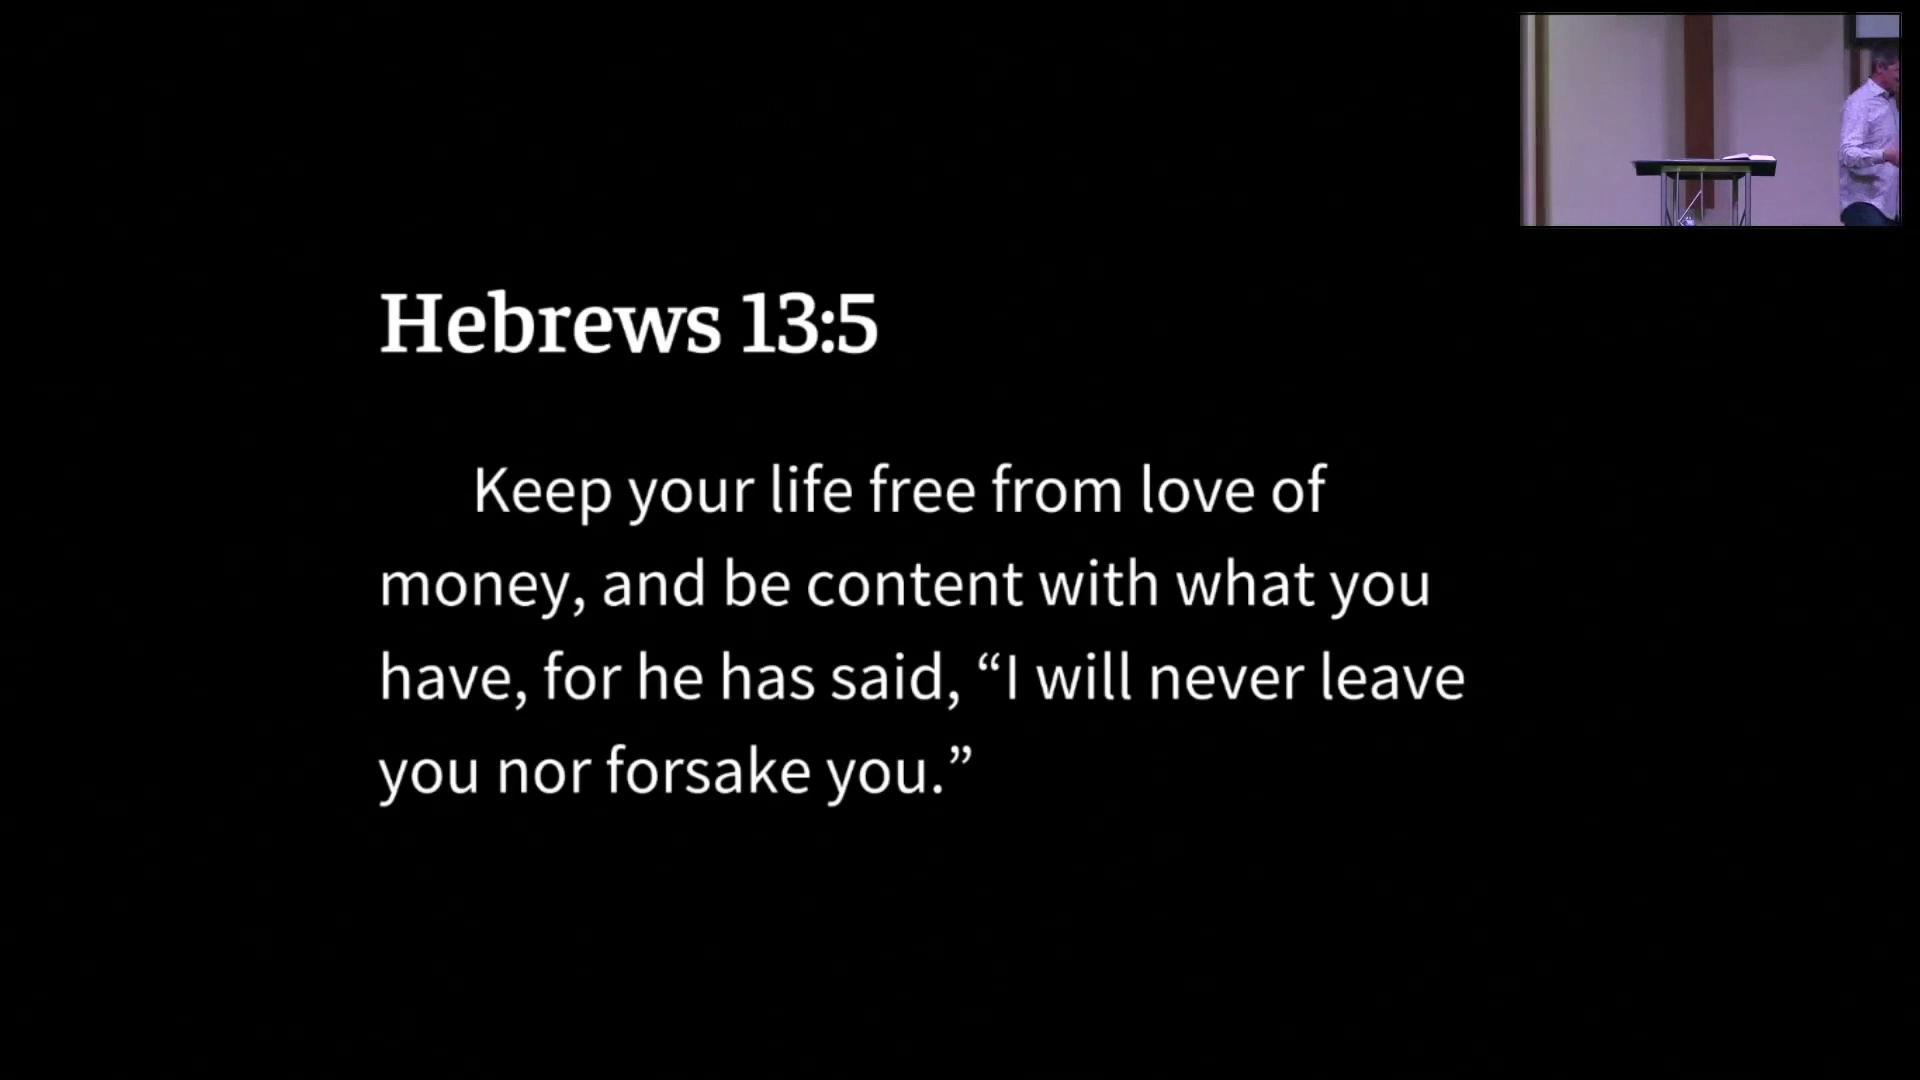 Hebrews 13:5
Keep your life free from love of
money, and be content with what you
have, for he has said, “I will never leave
you nor forsake you.”